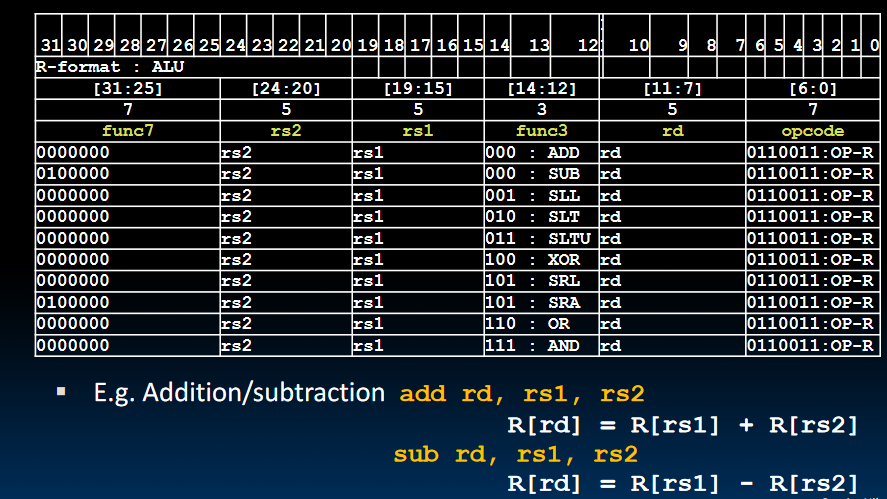 31 30 29 28 27 26 25 24 23 22 21 20 19 18 17 16 15 14 13 12 10 9 8 7 6 5 4 3 2 1 0
R-format : ALU
[31:25] [24:20] [19:15] [14:12] [11:7] [6:0]
7 5 5 3 5 7
func7 rs2 rs1 func3 rd opcode
0000000 rs2 rs1 000 : ADD rd 0110011:OP-R
0100000 rs2 rs1 000 : SUB rd 0110011:OP-R
0000000 rs2 rs1 001 : SLL rd 0110011:OP-R
0000000 rs2 rs1 010 : SLT rd 0110011:OP-R
0000000 rs2 rs1 011 : SLTU rd 0110011:OP-R
0000000 rs2 rs1 100 : XOR rd 0110011:OP-R
0000000 rs2 rs1 101 : SRL rd 0110011:OP-R
0100000 rs2 rs1 101 : SRA rd 0110011:OP-R
0000000 rs2 rs1 110 : OR rd 0110011:OP-R
0000000 rs2 rs1 111 : AND rd 0110011:OP-R
▪ E.g. Addition/subtraction add rd, rs1, rs2
R[rd] = R[rs1] + R[rs2]
sub rd, rs1, rs2
R[rd] = R[rs1] - R[rs2]